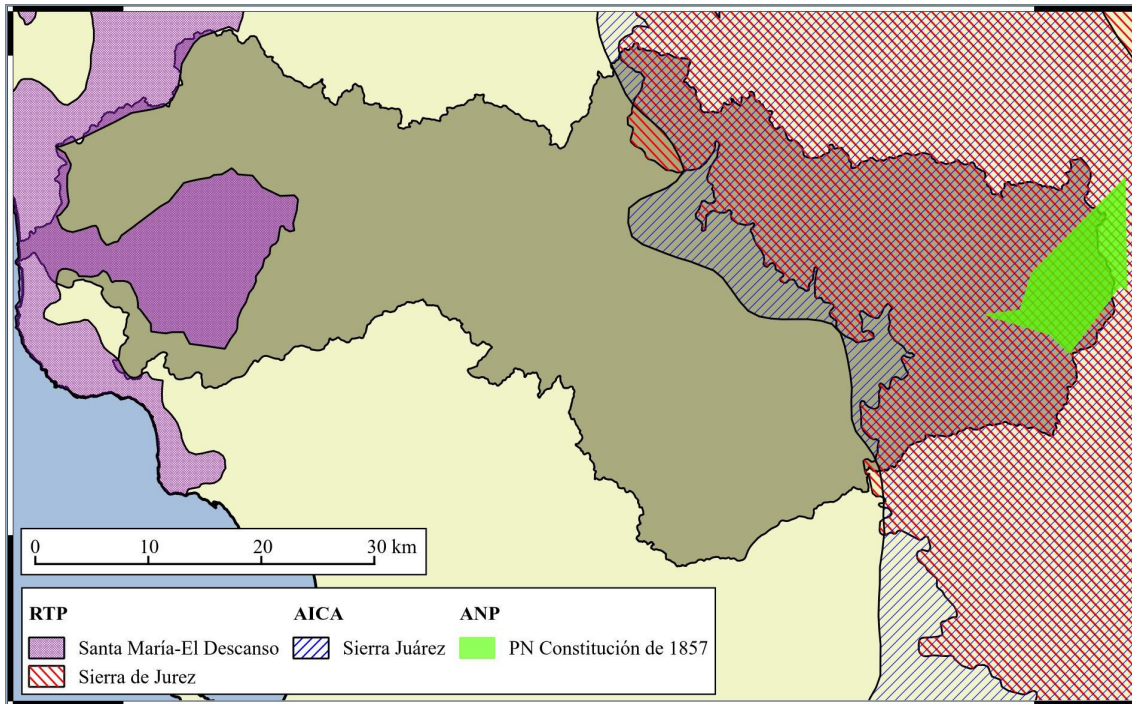 0 10 20 30 km
RTP AICA ANP
Santa María-El Descanso Sierra Juárez PN Constitución de 1857
Sierra de Jurez